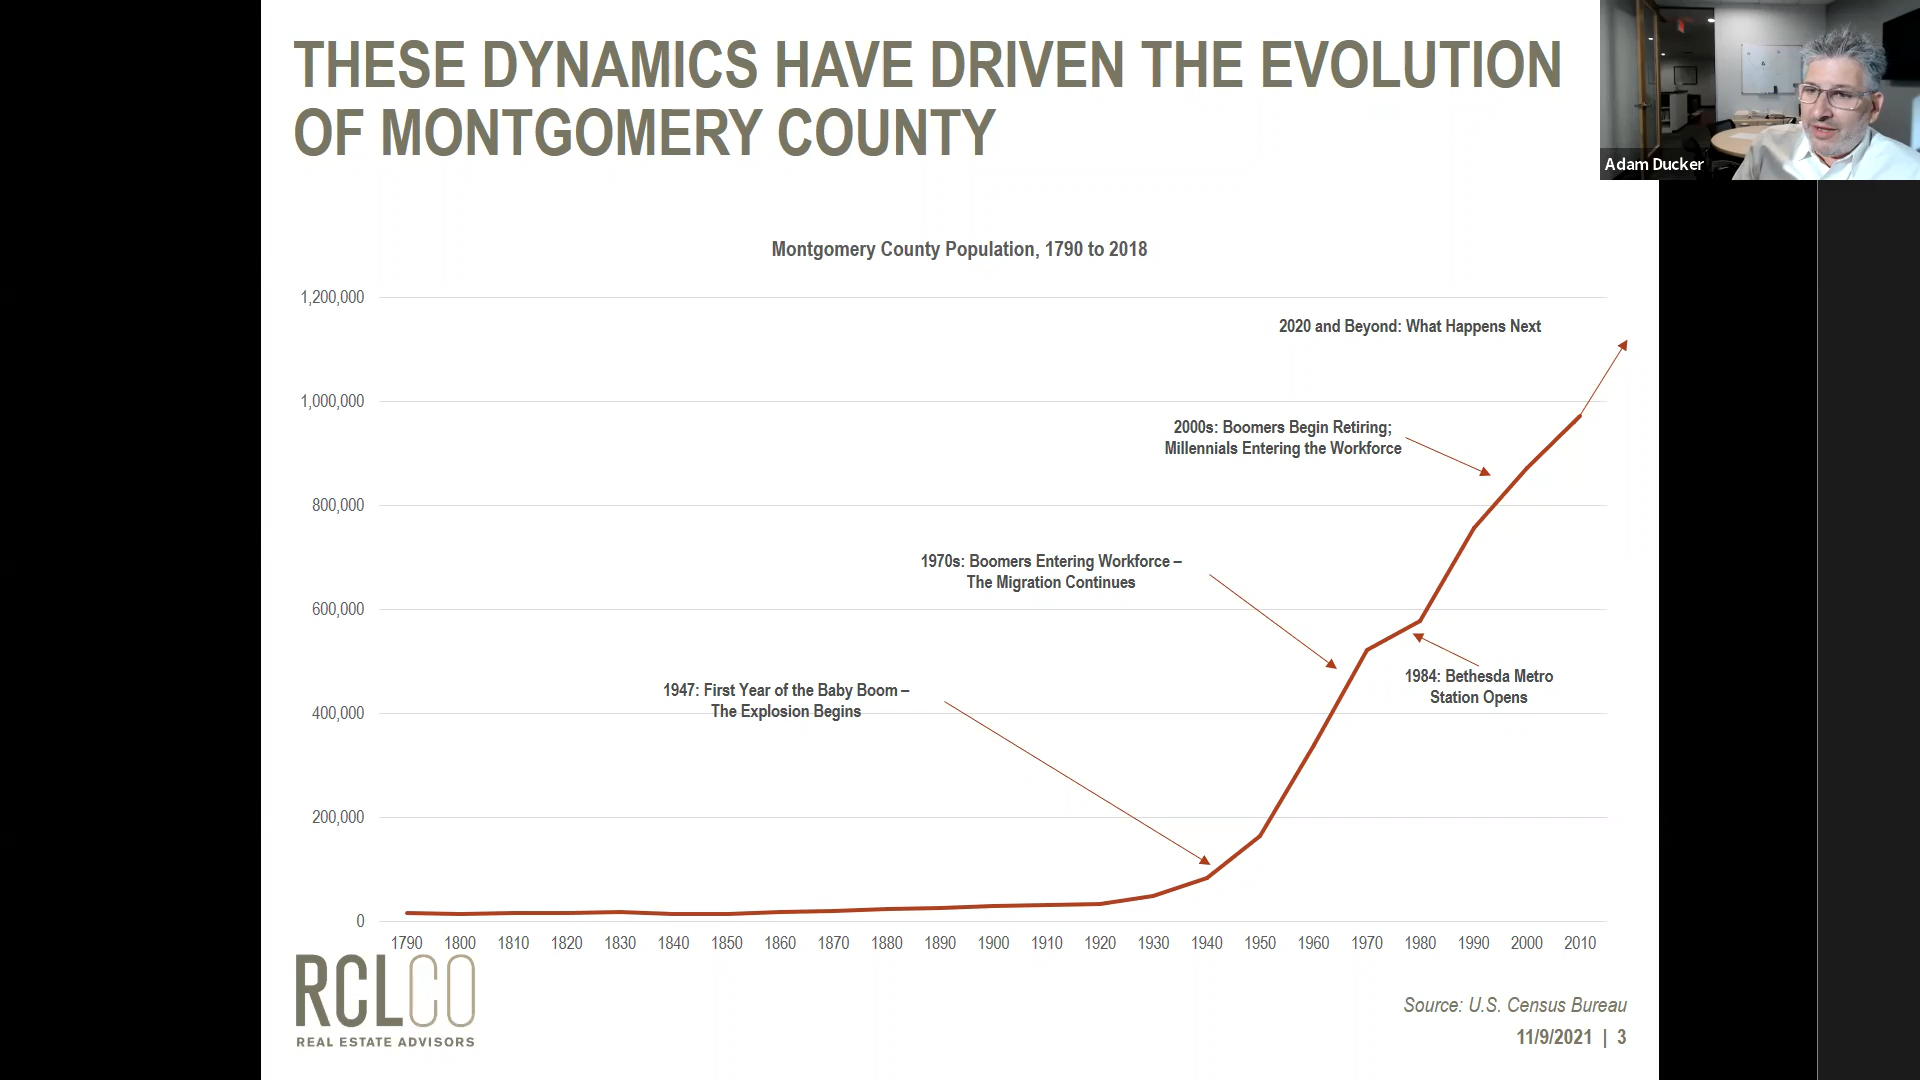 THESE DYNAMICS HAVE DRIVEN THE EVOLUTION
OF MONTGOMERY COUNTY
Adam Ducker
Montgomery County Population, 1790 to 2018
1,200,000
2020 and Beyond: What Happens Next
1,000,000
2000s: Boomers Begin Retiring;
Millennials Entering the Workforce
800,000
1970s: Boomers Entering Workforce –
The Migration Continues
600,000
1984: Bethesda Metro
Station Opens
1947: First Year of the Baby Boom –
The Explosion Begins
400,000
200,000
0
1790 1800 1810 1820 1830 1840 1850 1860 1870 1880 1890 1900 1910 1920 1930 1940 1950 1960 1970 1980 1990 2000 2010
RCLCO
REAL ESTATE ADVISORS
Source: U.S. Census Bureau
11/9/2021 | 3